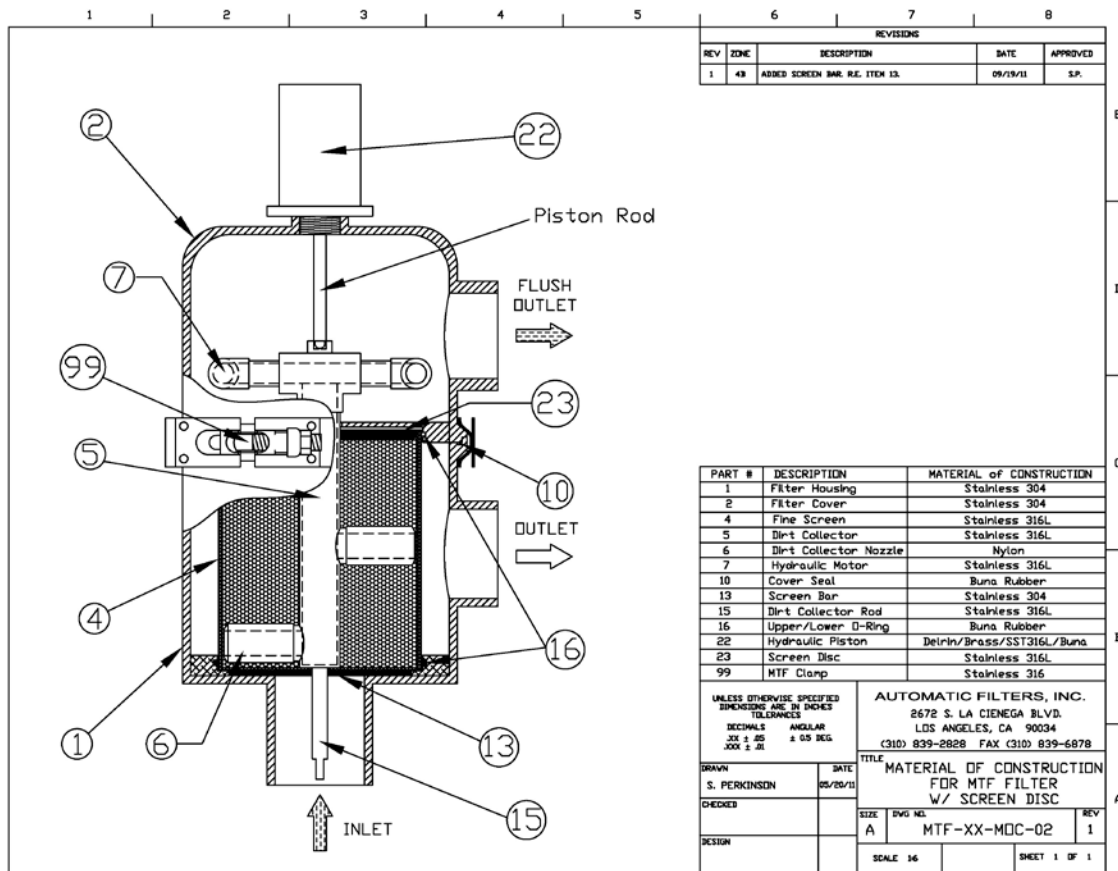 1 2 3 4 5 6 7 8
REVISIONS
REV ZONE DESCRIPTION DATE APPROVED
1 4B ADDED SCREEN BAR. R.E. ITEM 13. 09/19/11 S.P.
2
22
Piston Rod
7
FLUSH
OUTLET
99
23
5
10
OUTLET
4
16
1
6
13
15
INLET
PART # DESCRIPTION MATERIAL of CONSTRUCTION
1 Filter Housing Stainless 304
2 Filter Cover Stainless 304
4 Fine Screen Stainless 316L
5 Dirt Collector Stainless 316L
6 Dirt Collector Nozzle Nylon
7 Hydraulic Motor Stainless 316L
10 Cover Seal Buna Rubber
13 Screen Bar Stainless 304
15 Dirt Collector Rod Stainless 316L
16 Upper/Lower O-Ring Buna Rubber
22 Hydraulic Piston Delrin/Brass/SST316L/Buna
23 Screen Disc Stainless 316L
99 MTF Clamp Stainless 316
UNLESS OTHERWISE SPECIFIED
DIMENSIONS ARE IN INCHES
TOLERANCES
DECIMALS ANGULAR
.XX ± .05 ± 0.5 DEG.
.XXX ± .01
AUTOMATIC FILTERS, INC.
2672 S. LA CIENEGA BLVD.
LOS ANGELES, CA 90034
(310) 839-2828 FAX (310) 839-6878
DRAWN DATE
S. PERKINSON 05/20/11
CHECKED
DESIGN
TITLE
MATERIAL OF CONSTRUCTION
FOR MTF FILTER
W/ SCREEN DISC
SIZE DWG NO. REV
A MTF-XX-MOC-02 1
SCALE 1:6 SHEET 1 OF 1